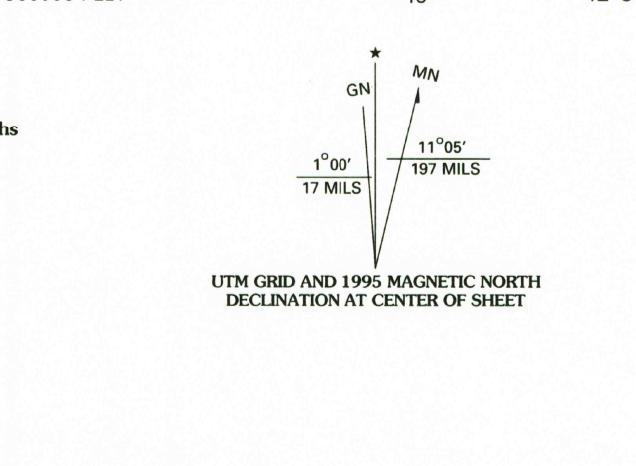 ★
GN
MN
1°00′
17 MILS
11°05′
197 MILS
hs
UTM GRID AND 1995 MAGNETIC NORTH
DECLINATION AT CENTER OF SHEET